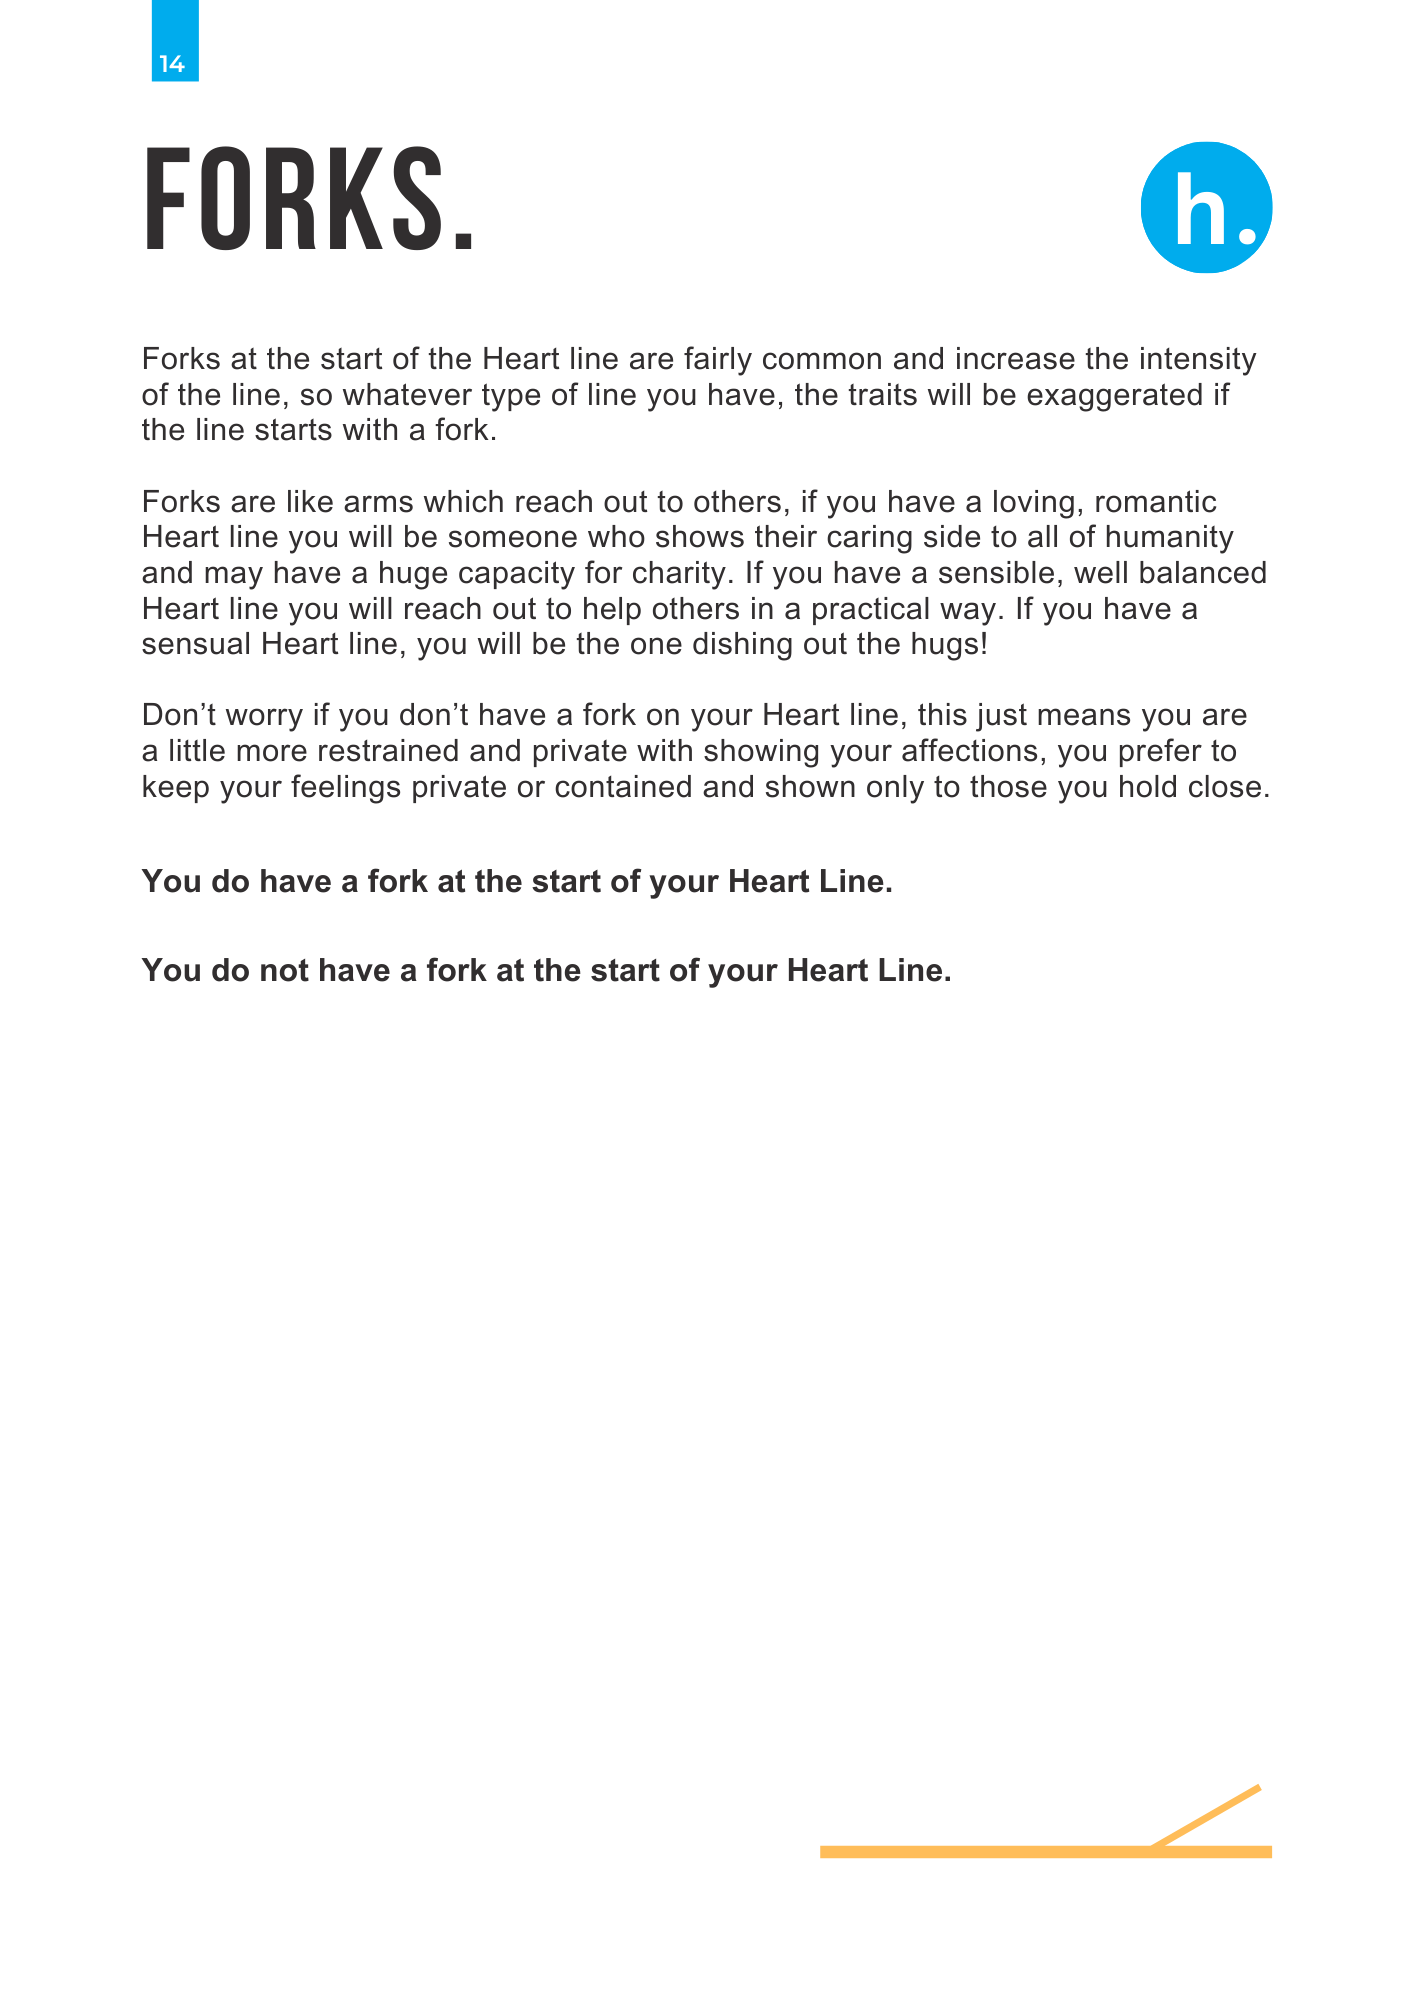 14
FORKS.
h.
Forks at the start of the Heart line are fairly common and increase the intensity
of the line, so whatever type of line you have, the traits will be exaggerated if
the line starts with a fork.
Forks are like arms which reach out to others, if you have a loving, romantic
Heart line you will be someone who shows their caring side to all of humanity
and may have a huge capacity for charity. If you have a sensible, well balanced
Heart line you will reach out to help others in a practical way. If you have a
sensual Heart line, you will be the one dishing out the hugs!
Don’t worry if you don’t have a fork on your Heart line, this just means you are
a little more restrained and private with showing your affections, you prefer to
keep your feelings private or contained and shown only to those you hold close.
You do have a fork at the start of your Heart Line.
You do not have a fork at the start of your Heart Line.